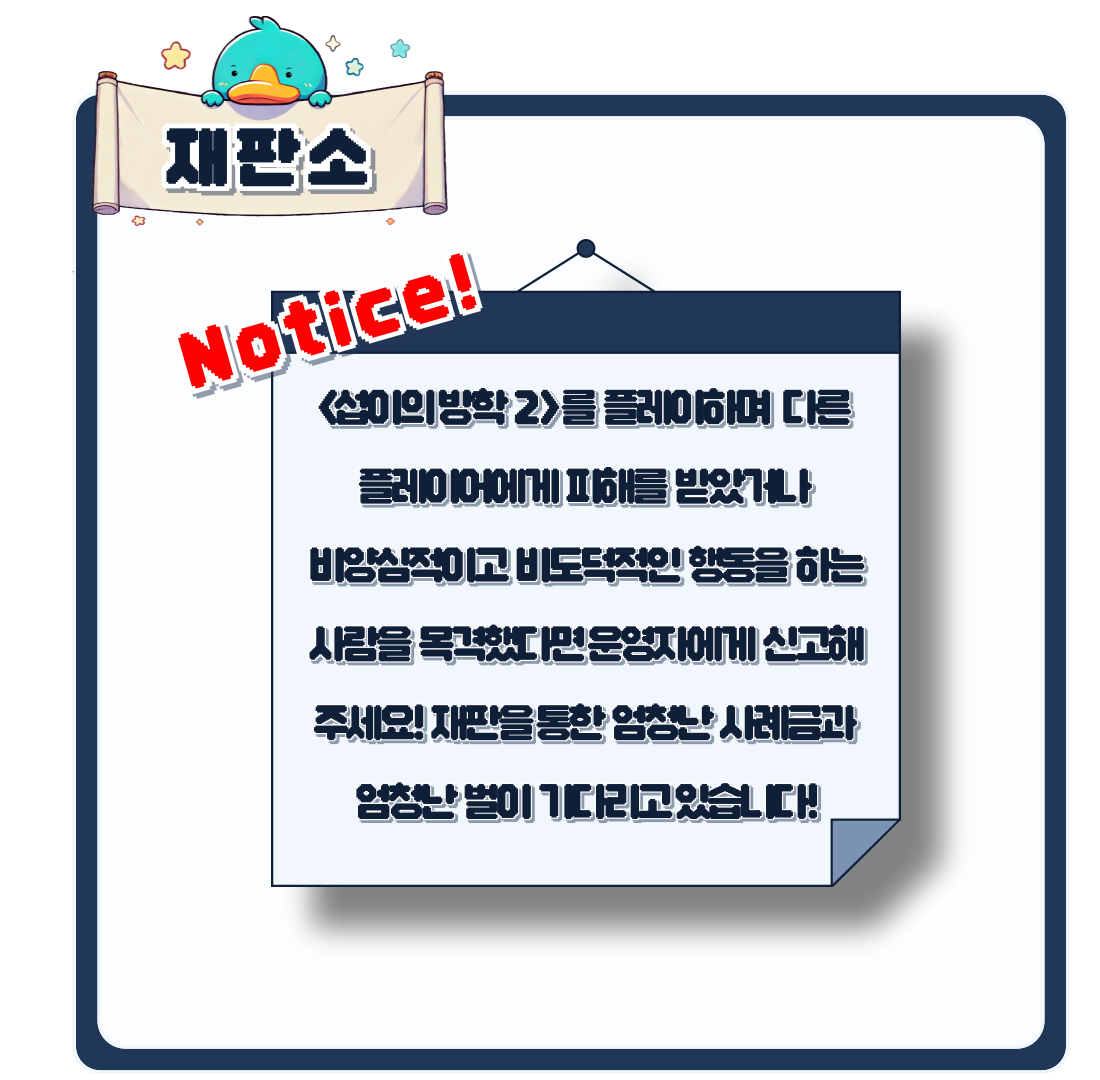 재판소
Notice!
<섭이의 방학 2>를 플레이하며 다른
플레이어에게 피해를 받았거나
비양심적이고 비도덕적인 행동을 하는
사람을 목격했다면 운영자에게 신고해
주세요! 재판을 통한 엄청난 사례금과
엄청난 벌이 기다리고 있습니다!